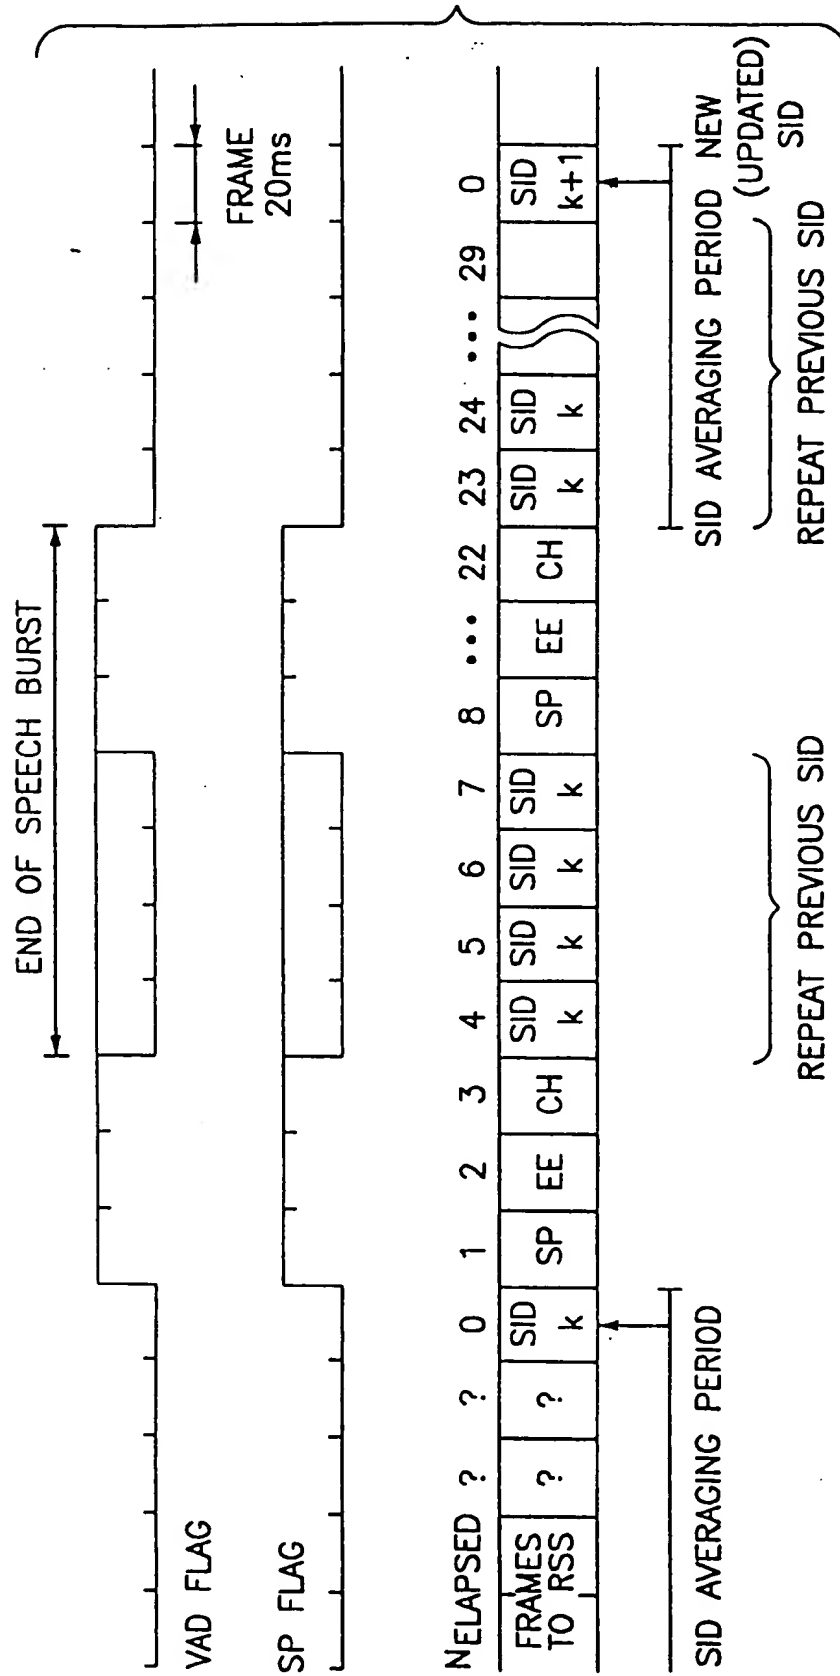 END OF SPEECH BURST
VAD FLAG
FRAME
20ms
SP FLAG
NELAPSED ? ? 0 1 2 3 4 5 6 7 8 ••• 22 23 24 ••• 29 0
FRAMES TO RSS ? ? SID k SP EE CH SID k SID k SID k SID k SP EE CH SID k SID k SID k+1
SID AVERAGING PERIOD
SID AVERAGING PERIOD
NEW
(UPDATED)
SID
REPEAT PREVIOUS SID
REPEAT PREVIOUS SID